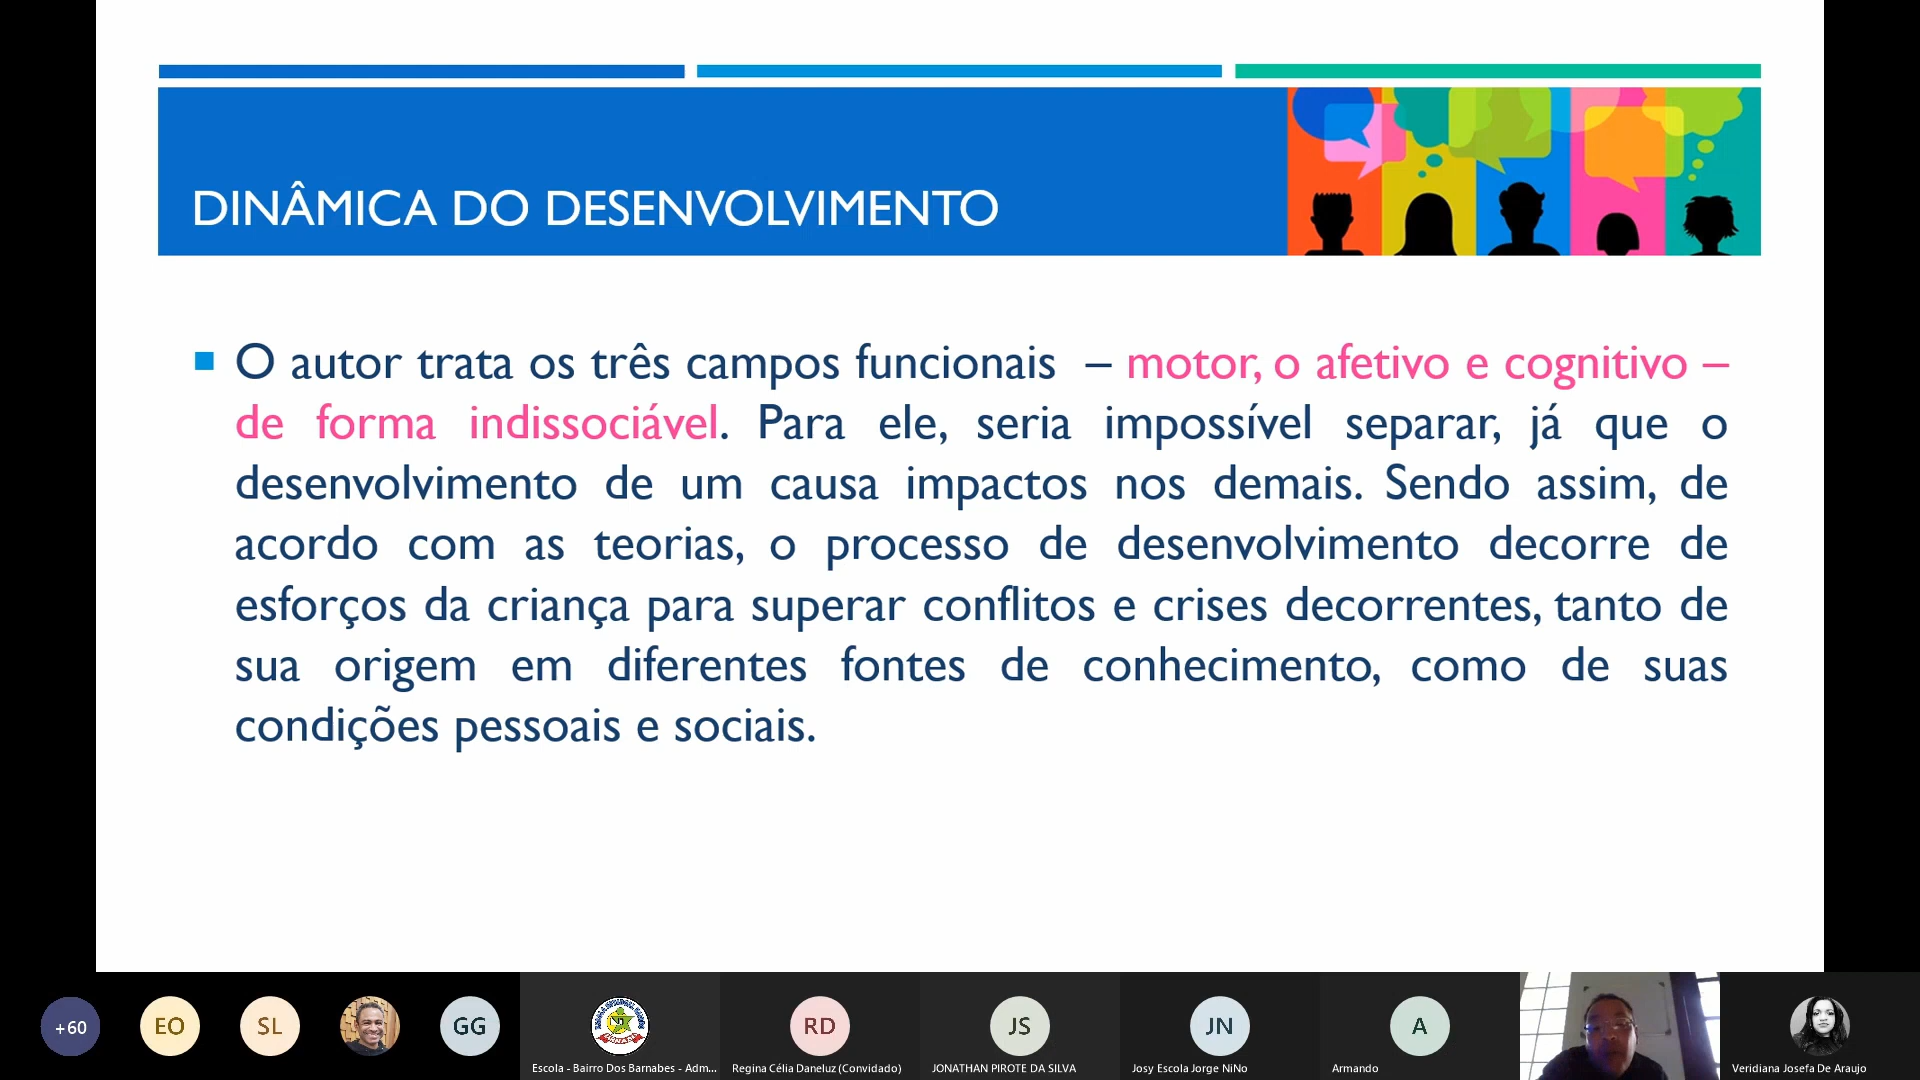 DINÂMICA DO DESENVOLVIMENTO
O autor trata os três campos funcionais – motor, o afetivo e cognitivo –
de forma indissociável. Para ele, seria impossível separar, já que o
desenvolvimento de um causa impactos nos demais. Sendo assim, de
acordo com as teorias, o processo de desenvolvimento decorre de
esforços da criança para superar conflitos e crises decorrentes, tanto de
sua origem em diferentes fontes de conhecimento, como de suas
condições pessoais e sociais.
+60
EO
SL
GG
RD
JS
JN
A
Escola - Bairro Dos Barnabes - Adm...
Regina Célia Daneluz (Convidado)
JONATHAN PIROTE DA SILVA
Josy Escola Jorge NiNo
Armando
Veridiana Josefa De Araujo